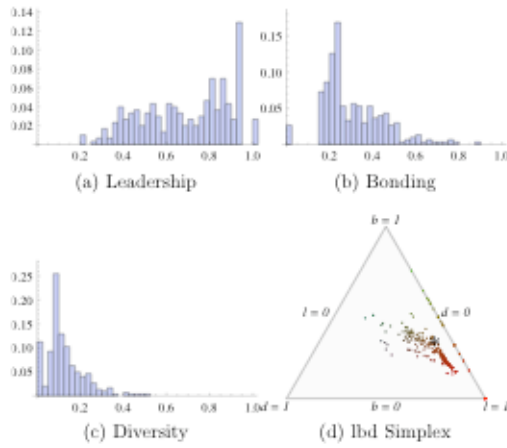 0.14
0.12
0.10
0.08
0.06
0.04
0.02
0.2 0.4 0.6 0.8 1.0
(a) Leadership
0.15
0.10
0.05
0.2 0.4 0.6 0.8 1.0
(b) Bonding
0.25
0.20
0.15
0.10
0.05
0.2 0.4 0.6 0.8 1.0
(c) Diversity
b = 1
l = 0 d = 0
d = 1 b = 0 l = 1
(d) lbd Simplex